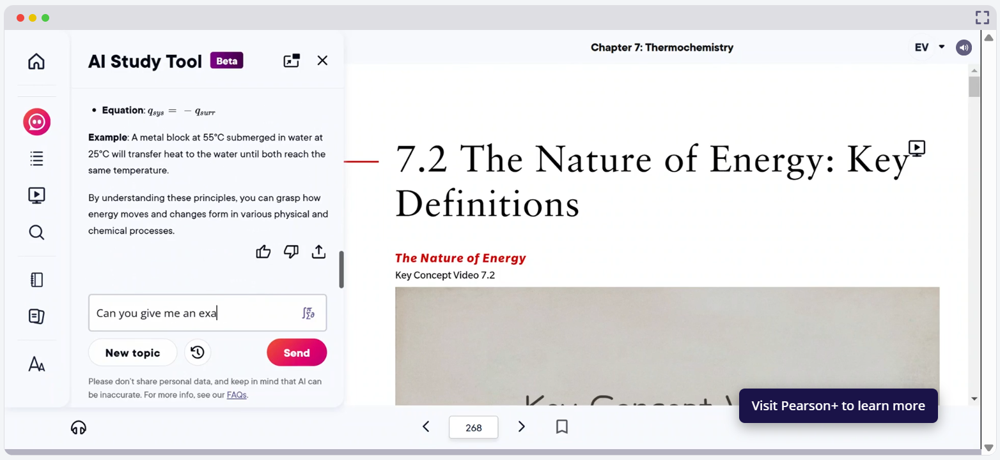 Chapter 7: Thermochemistry
EV
AI Study Tool Beta
• Equation: qsys = − qsurr
Example: A metal block at 55°C submerged in water at
25°C will transfer heat to the water until both reach the
same temperature.
By understanding these principles, you can grasp how
energy moves and changes form in various physical and
chemical processes.
Can you give me an exa
∫π∑∂
New topic
Send
Please don't share personal data, and keep in mind that AI can
be inaccurate. For more info, see our FAQs.
AA
7.2 The Nature of Energy: Key
Definitions
The Nature of Energy
Key Concept Video 7.2
Key Concept V
Visit Pearson+ to learn more
268